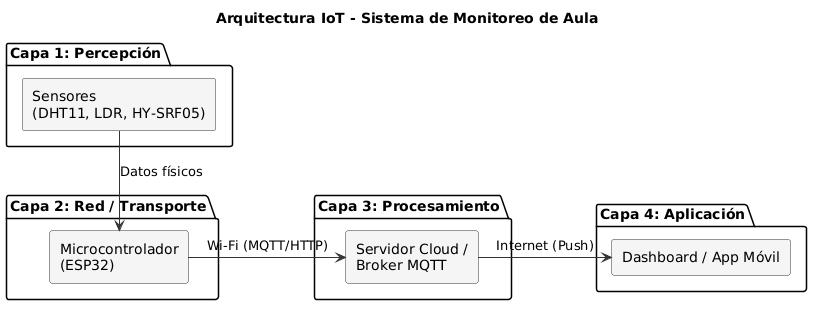 Arquitectura IoT - Sistema de Monitoreo de Aula
Capa 1: Percepción
Sensores
(DHT11, LDR, HY-SRF05)
Datos físicos
Capa 2: Red / Transporte
Microcontrolador
(ESP32)
Wi-Fi (MQTT/HTTP)
Capa 3: Procesamiento
Servidor Cloud /
Broker MQTT
Internet (Push)
Capa 4: Aplicación
Dashboard / App Móvil